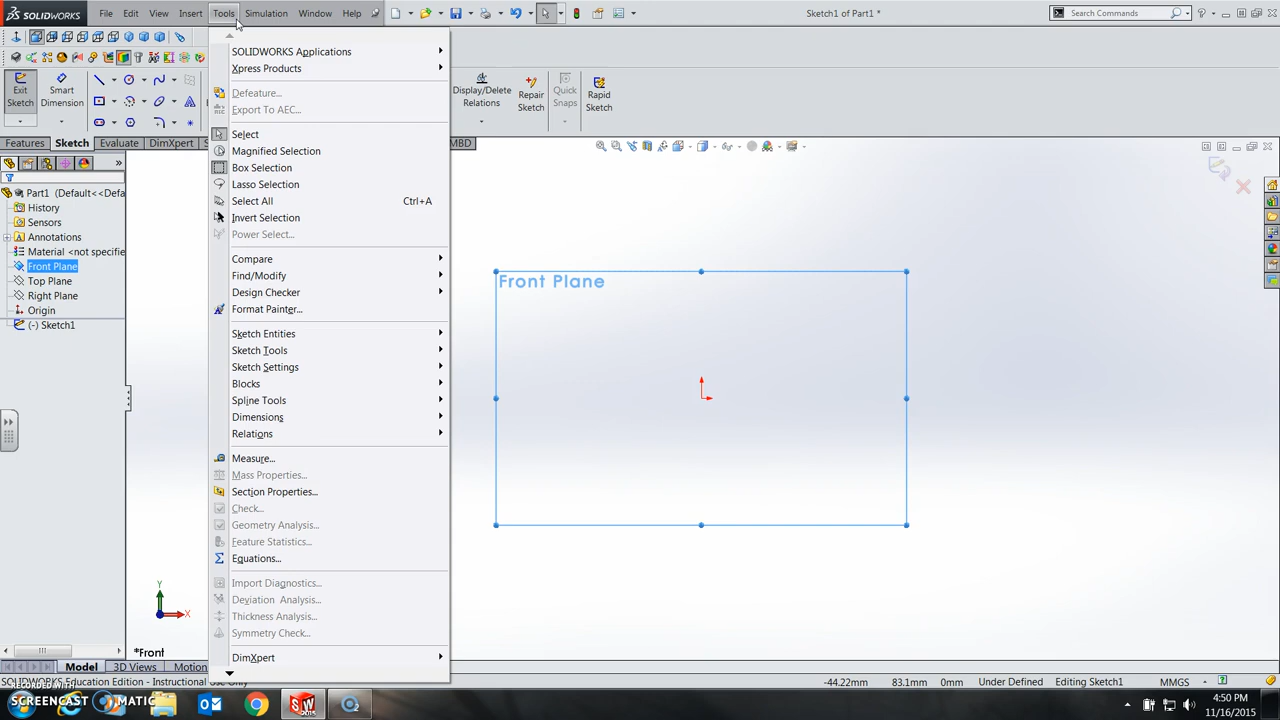 SOLIDWORKS File Edit View Insert Tools Simulation Window Help Sketch1 of Part1 * Search Commands
SOLIDWORKS Applications
Xpress Products
Defeature...
Export To AEC...
Select
Magnified Selection
Box Selection
Lasso Selection
Select All Ctrl+A
Invert Selection
Power Select...
Compare
Find/Modify
Design Checker
Format Painter...
Sketch Entities
Sketch Tools
Sketch Settings
Blocks
Spline Tools
Dimensions
Relations
Measure...
Mass Properties...
Section Properties...
Check...
Geometry Analysis...
Feature Statistics...
Equations...
Import Diagnostics...
Deviation Analysis...
Thickness Analysis...
Symmetry Check...
DimXpert
Exit
Sketch
Smart
Dimension
Display/Delete
Relations
Repair
Sketch
Quick
Snaps
Rapid
Sketch
Features Sketch Evaluate DimXpert MBD
Part1 (Default<<Defa
History
Sensors
Annotations
Material <not specifie
Front Plane
Top Plane
Right Plane
Origin
(-) Sketch1
Front Plane
Y
X
*Front
Model 3D Views Motion
SOLIDWORKS Education Edition - Instructional Use Only -44.22mm 83.1mm 0mm Under Defined Editing Sketch1 MMGS
RECORDED WITH
SCREENCAST MATIC
2015
4:50 PM
11/16/2015